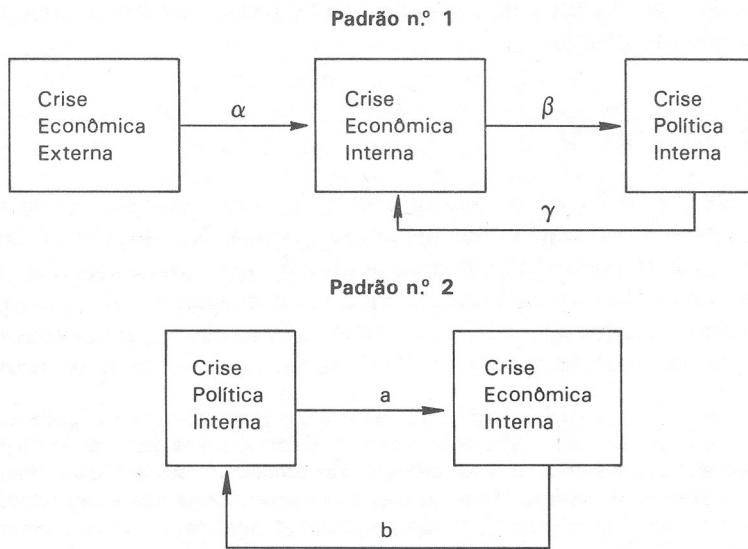 Padrão n.º 1
Crise
Econômica
Externa
α
Crise
Econômica
Interna
β
Crise
Política
Interna
γ
Padrão n.º 2
Crise
Política
Interna
a
Crise
Econômica
Interna
b